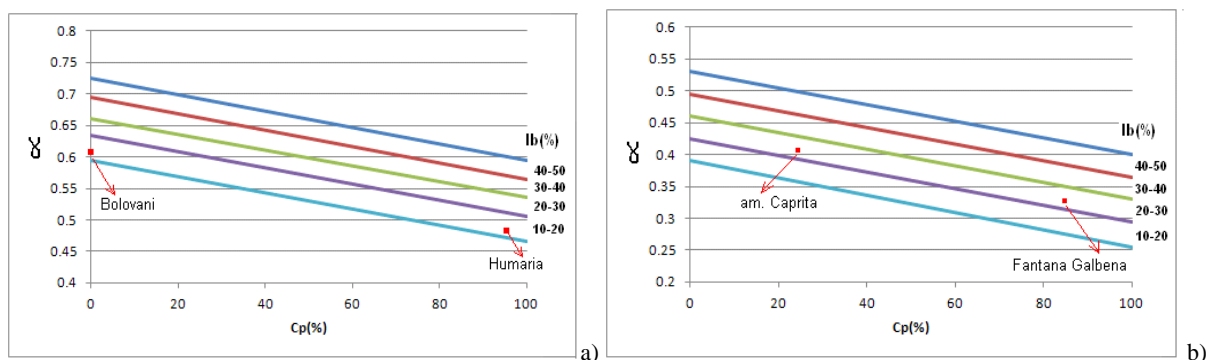 0.8
0.75
0.7
0.65
0.6
0.55
0.5
0.45
0.4
0 20 40 60 80 100
Cp(%)
ɣ
Ib(%)
40-50
30-40
20-30
10-20
Bolovani
Humaria
a)
0.6
0.55
0.5
0.45
0.4
0.35
0.3
0.25
0.2
0 20 40 60 80 100
Cp(%)
ɣ
Ib(%)
40-50
30-40
20-30
10-20
am. Caprita
Fantana Galbena
b)